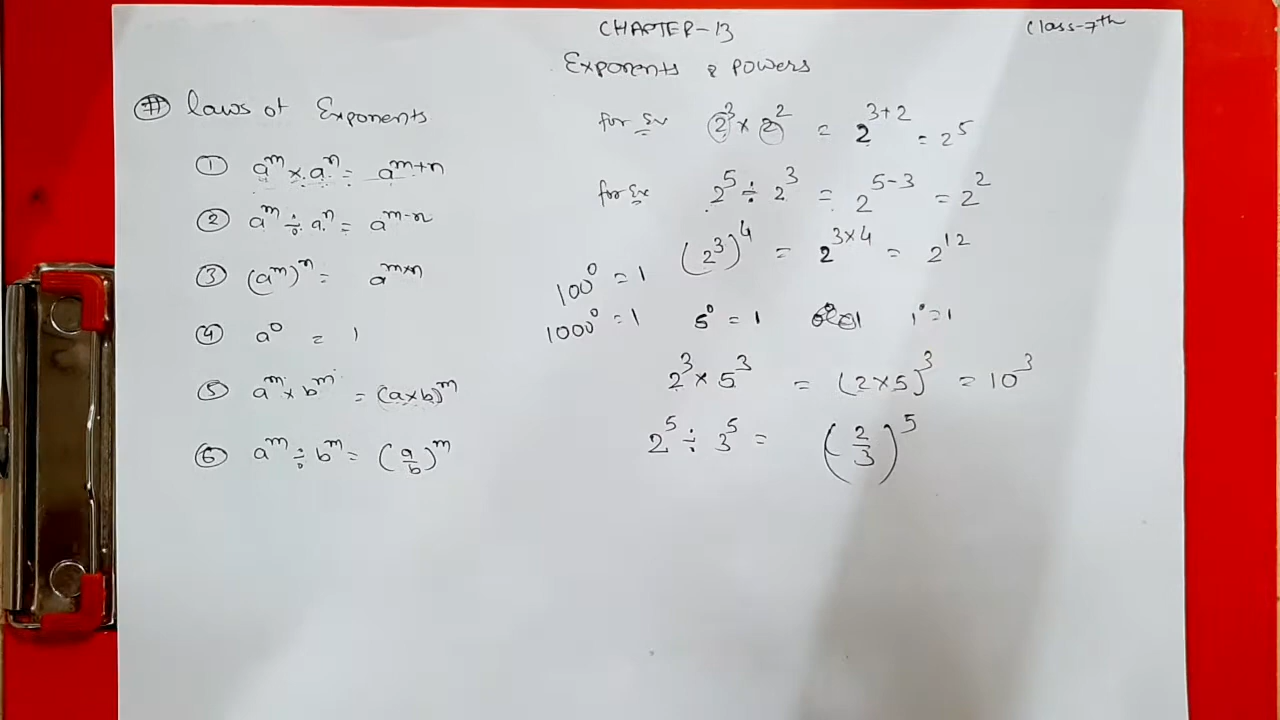 CHAPTER-13
Class-7th
Exponents & Powers
# laws of Exponents
① a^m × a^n = a^(m+n)
for Ex 2^3 × 2^2 = 2^(3+2) = 2^5
② a^m ÷ a^n = a^(m-n)
for Ex 2^5 ÷ 2^3 = 2^(5-3) = 2^2
③ (a^m)^n = a^(m×n)
(2^3)^4 = 2^(3×4) = 2^12
100^0 = 1
④ a^0 = 1
1000^0 = 1 5^0 = 1 1^0 = 1
⑤ a^m × b^m = (a×b)^m
2^3 × 5^3 = (2×5)^3 = 10^3
⑥ a^m ÷ b^m = (a/b)^m
2^5 ÷ 3^5 = (2/3)^5